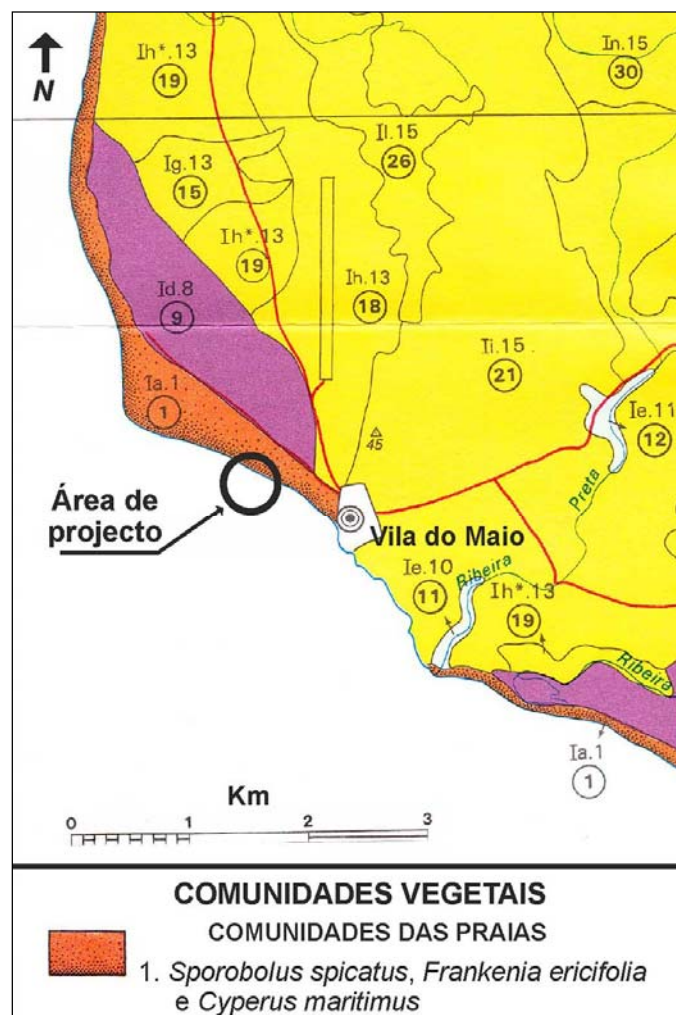 N
Ih*.13
19
In.15
30
Il.15
26
Ig.13
15
Ih*.13
19
Id.8
9
Ih.13
18
Ii.15
21
Ia.1
1
Ie.11
12
45
Área de
projecto
Preta
Vila do Maio
Ie.10
11
Ribeira
Ih*.13
19
Ribeira
Ia.1
1
Km
0 1 2 3
COMUNIDADES VEGETAIS
COMUNIDADES DAS PRAIAS
1. Sporobolus spicatus, Frankenia ericifolia
e Cyperus maritimus